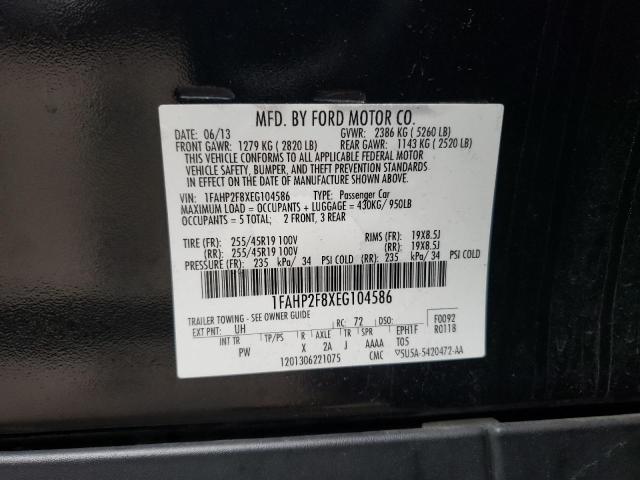 MFD. BY FORD MOTOR CO.
DATE: 06/13 GVWR: 2386 KG ( 5260 LB)
FRONT GAWR: 1279 KG ( 2820 LB) REAR GAWR: 1143 KG ( 2520 LB)
THIS VEHICLE CONFORMS TO ALL APPLICABLE FEDERAL MOTOR
VEHICLE SAFETY, BUMPER, AND THEFT PREVENTION STANDARDS
IN EFFECT ON THE DATE OF MANUFACTURE SHOWN ABOVE.
VIN: 1FAHP2F8XEG104586 TYPE: Passenger Car
MAXIMUM LOAD = OCCUPANTS + LUGGAGE = 430KG/ 950LB
OCCUPANTS = 5 TOTAL; 2 FRONT, 3 REAR
TIRE (FR): 255/45R19 100V RIMS (FR): 19X8.5J
(RR): 255/45R19 100V (RR): 19X8.5J
PRESSURE (FR): 235 kPa/ 34 PSI COLD (RR): 235 kPa/ 34 PSI COLD
1FAHP2F8XEG104586
TRAILER TOWING - SEE OWNER GUIDE
EXT PNT: UH RC: 72 DSO: F0092
INT TR TP/PS R AXLE TR SPR EPH1F R0118
PW X 2A J AAAA T05
1201306221075 CMC 5U5A-5420472-AA